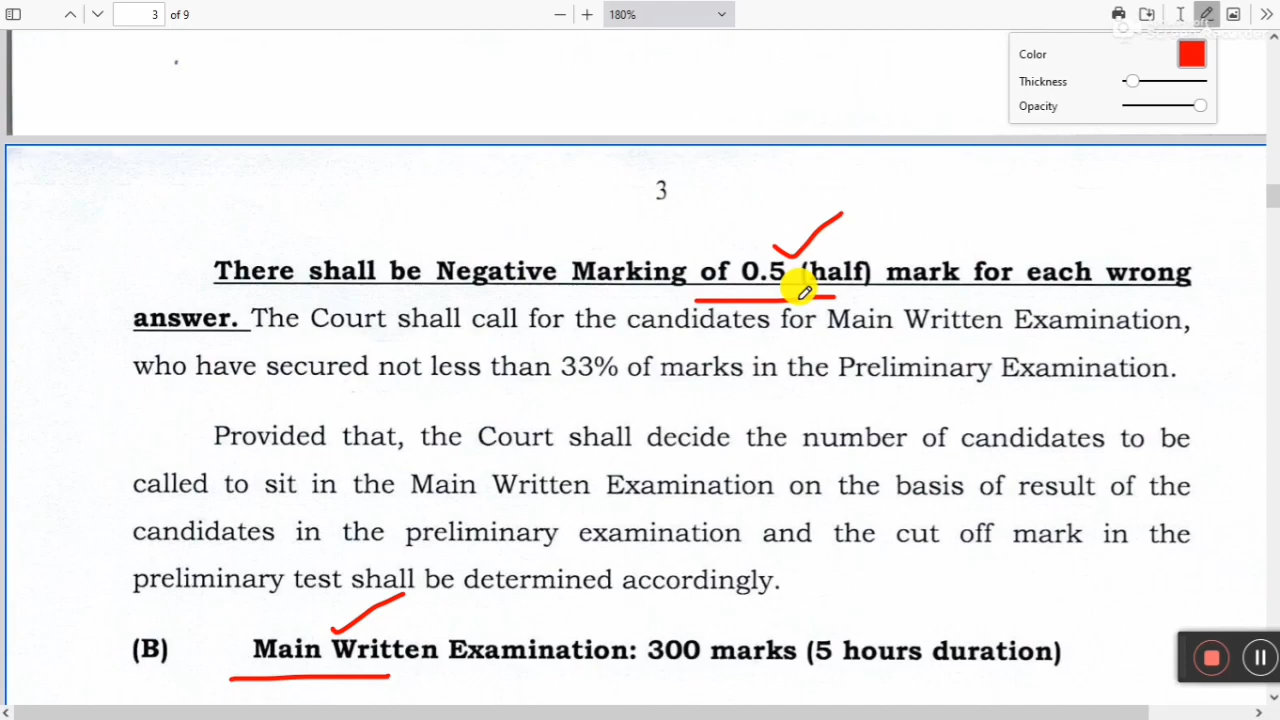 3 of 9 180%
Color
Thickness
Opacity
3
There shall be Negative Marking of 0.5 (half) mark for each wrong
answer. The Court shall call for the candidates for Main Written Examination,
who have secured not less than 33% of marks in the Preliminary Examination.
Provided that, the Court shall decide the number of candidates to be
called to sit in the Main Written Examination on the basis of result of the
candidates in the preliminary examination and the cut off mark in the
preliminary test shall be determined accordingly.
(B) Main Written Examination: 300 marks (5 hours duration)